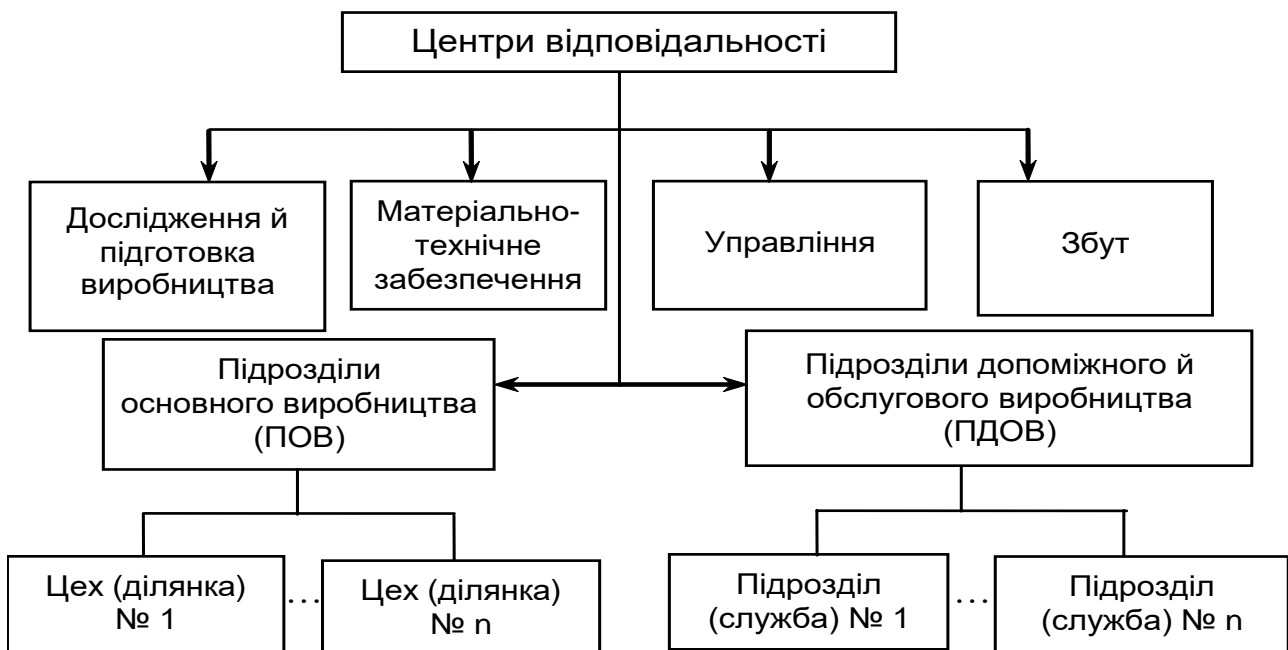 Центри відповідальності
Дослідження й
підготовка
виробництва
Матеріально-
технічне
забезпечення
Управління
Збут
Підрозділи
основного виробництва
(ПОВ)
Підрозділи допоміжного й
обслугового виробництва
(ПДОВ)
Цех (ділянка)
№ 1
...
Цех (ділянка)
№ n
Підрозділ
(служба) № 1
...
Підрозділ
(служба) № n